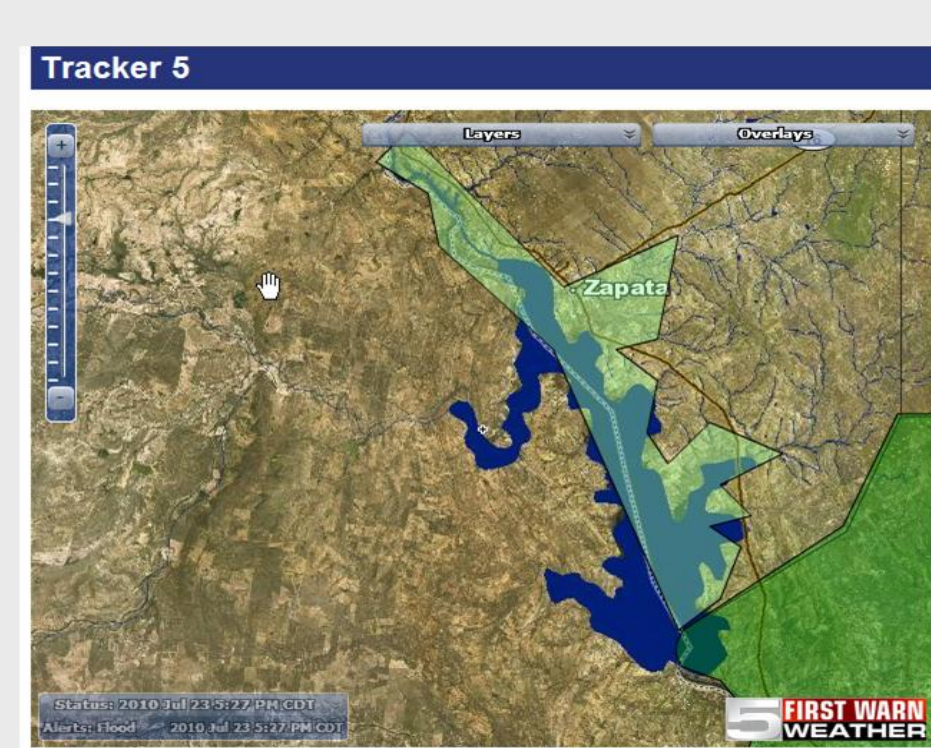 Tracker 5
Layers
Overlays
Zapata
Status: 2010 Jul 23 5:27 PM CDT
Alerts: Flood 2010 Jul 23 5:27 PM CDT
5 FIRST WARN
WEATHER